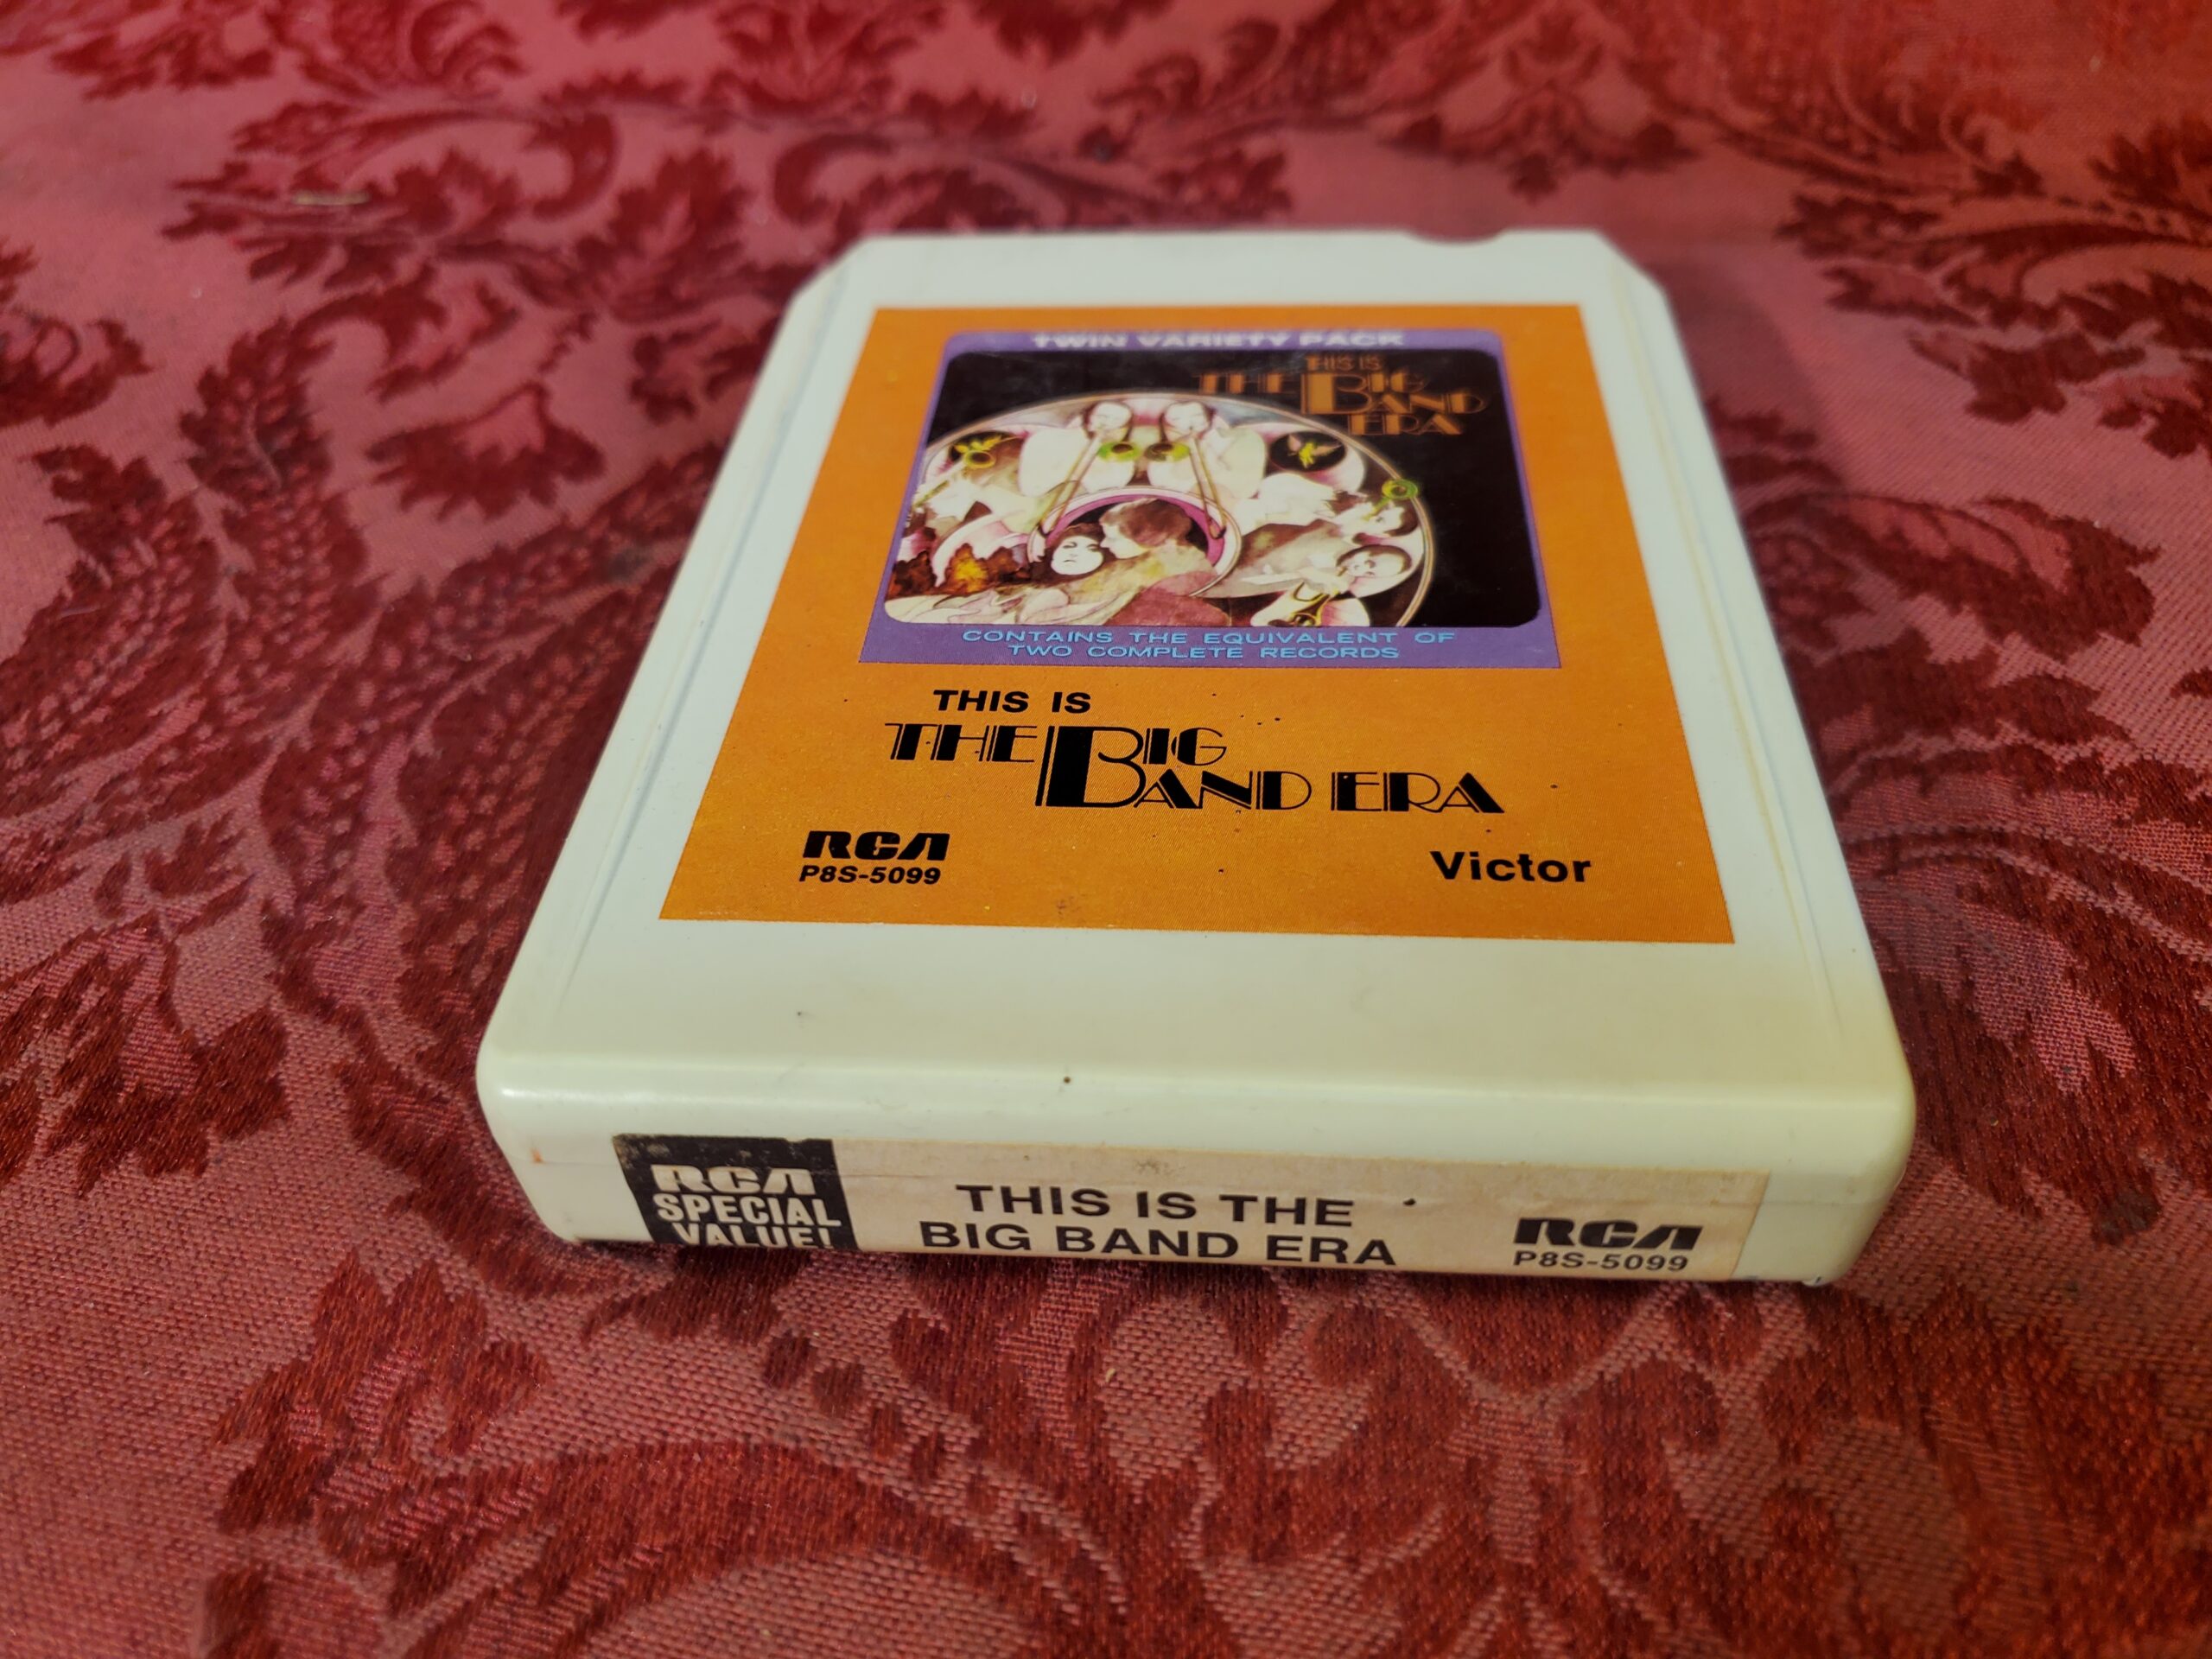 TWIN VARIETY PACK
THIS IS
THE BIG
BAND
ERA
CONTAINS THE EQUIVALENT OF
TWO COMPLETE RECORDS
THIS IS
THE BIG
BAND ERA
RCA
P8S-5099
Victor
RCA
SPECIAL
VALUE!
THIS IS THE
BIG BAND ERA
RCA
P8S-5099